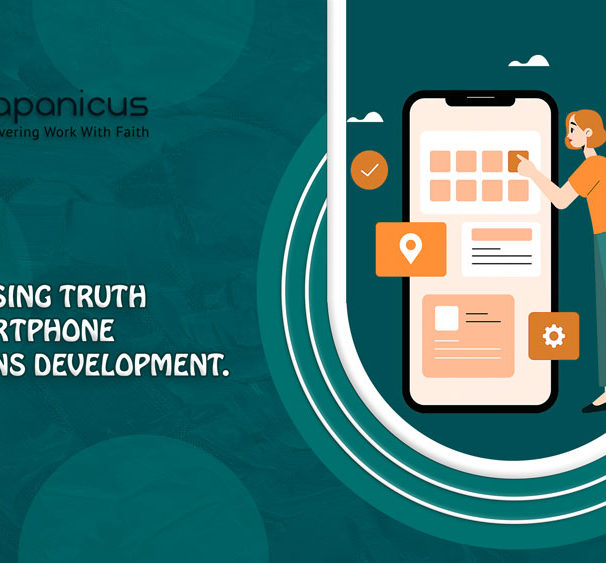 apanicus
vering Work With Faith
SING TRUTH
RTPHONE
NS DEVELOPMENT.